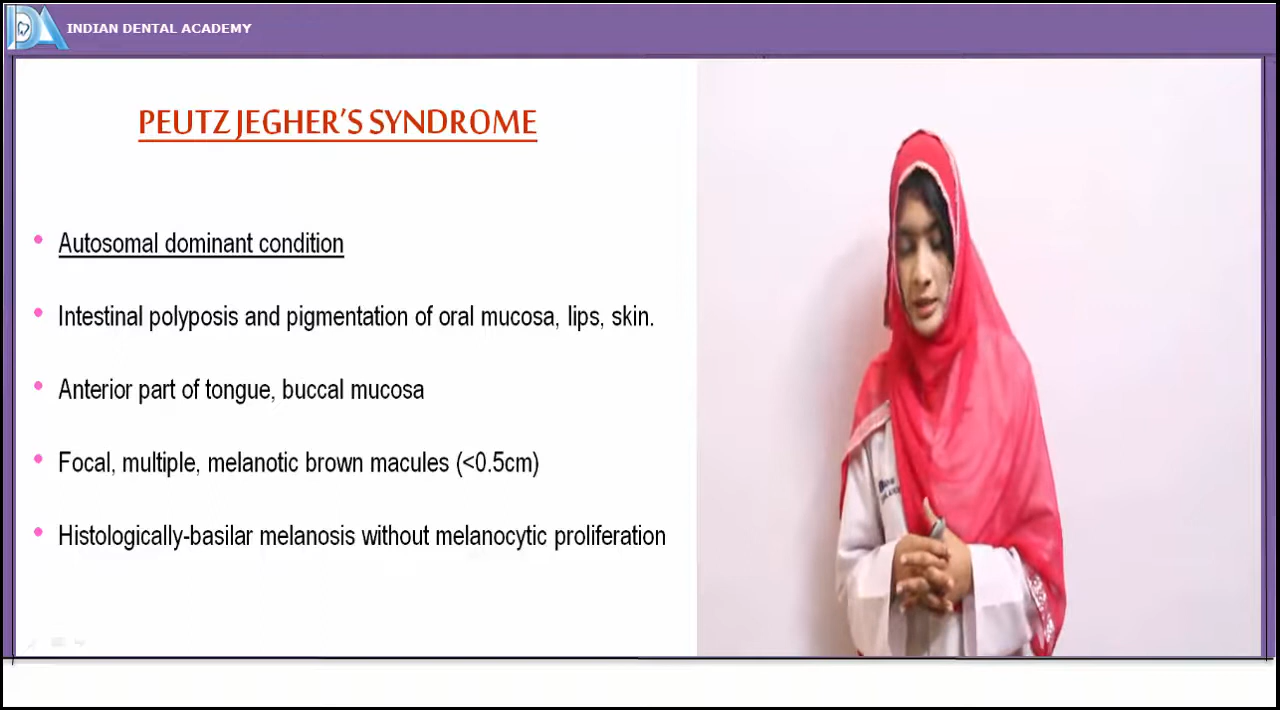 INDIAN DENTAL ACADEMY
PEUTZ JEGHER'S SYNDROME
• Autosomal dominant condition
• Intestinal polyposis and pigmentation of oral mucosa, lips, skin.
• Anterior part of tongue, buccal mucosa
• Focal, multiple, melanotic brown macules (<0.5cm)
• Histologically-basilar melanosis without melanocytic proliferation